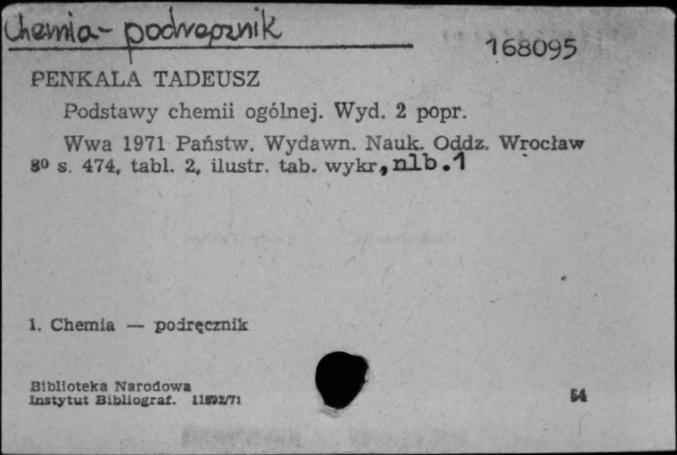 Chemia - podręcznik
168095
PENKALA TADEUSZ
Podstawy chemii ogólnej. Wyd. 2 popr.
Wwa 1971 Państw. Wydawn. Nauk. Oddz. Wrocław
8⁰ s. 474, tabl. 2, ilustr. tab. wykr, nlb. 1
1. Chemia — podręcznik
Biblioteka Narodowa
Instytut Bibliograf.
54